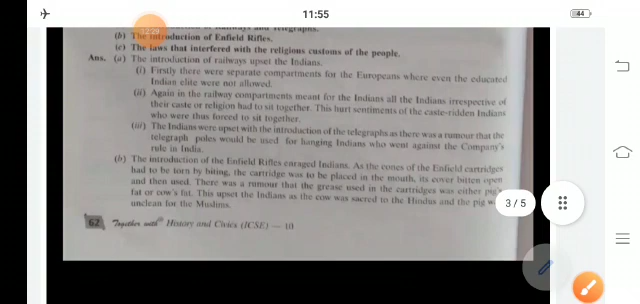 11:55
44
12:29
(b) The introduction of Enfield Rifles.
(c) The laws that interfered with the religious customs of the people.
Ans. (a) The introduction of railways upset the Indians.
(i) Firstly there were separate compartments for the Europeans where even the educated
Indian elite were not allowed.
(ii) Again in the railway compartments meant for the Indians all the Indians irrespective of
their caste or religion had to sit together. This hurt sentiments of the caste-ridden Indians
who were thus forced to sit together.
(iii) The Indians were upset with the introduction of the telegraphs as there was a rumour that the
telegraph poles would be used for hanging Indians who went against the Company's
rule in India.
(b) The introduction of the Enfield Rifles enraged Indians. As the cones of the Enfield cartridges
had to be torn by biting, the cartridge was to be placed in the mouth, its cover bitten open
and then used. There was a rumour that the grease used in the cartridges was either pig's
fat or cow's fat. This upset the Indians as the cow was sacred to the Hindus and the pig
unclean for the Muslims.
3 / 5
62 Together with History and Civics (ICSE) — 10